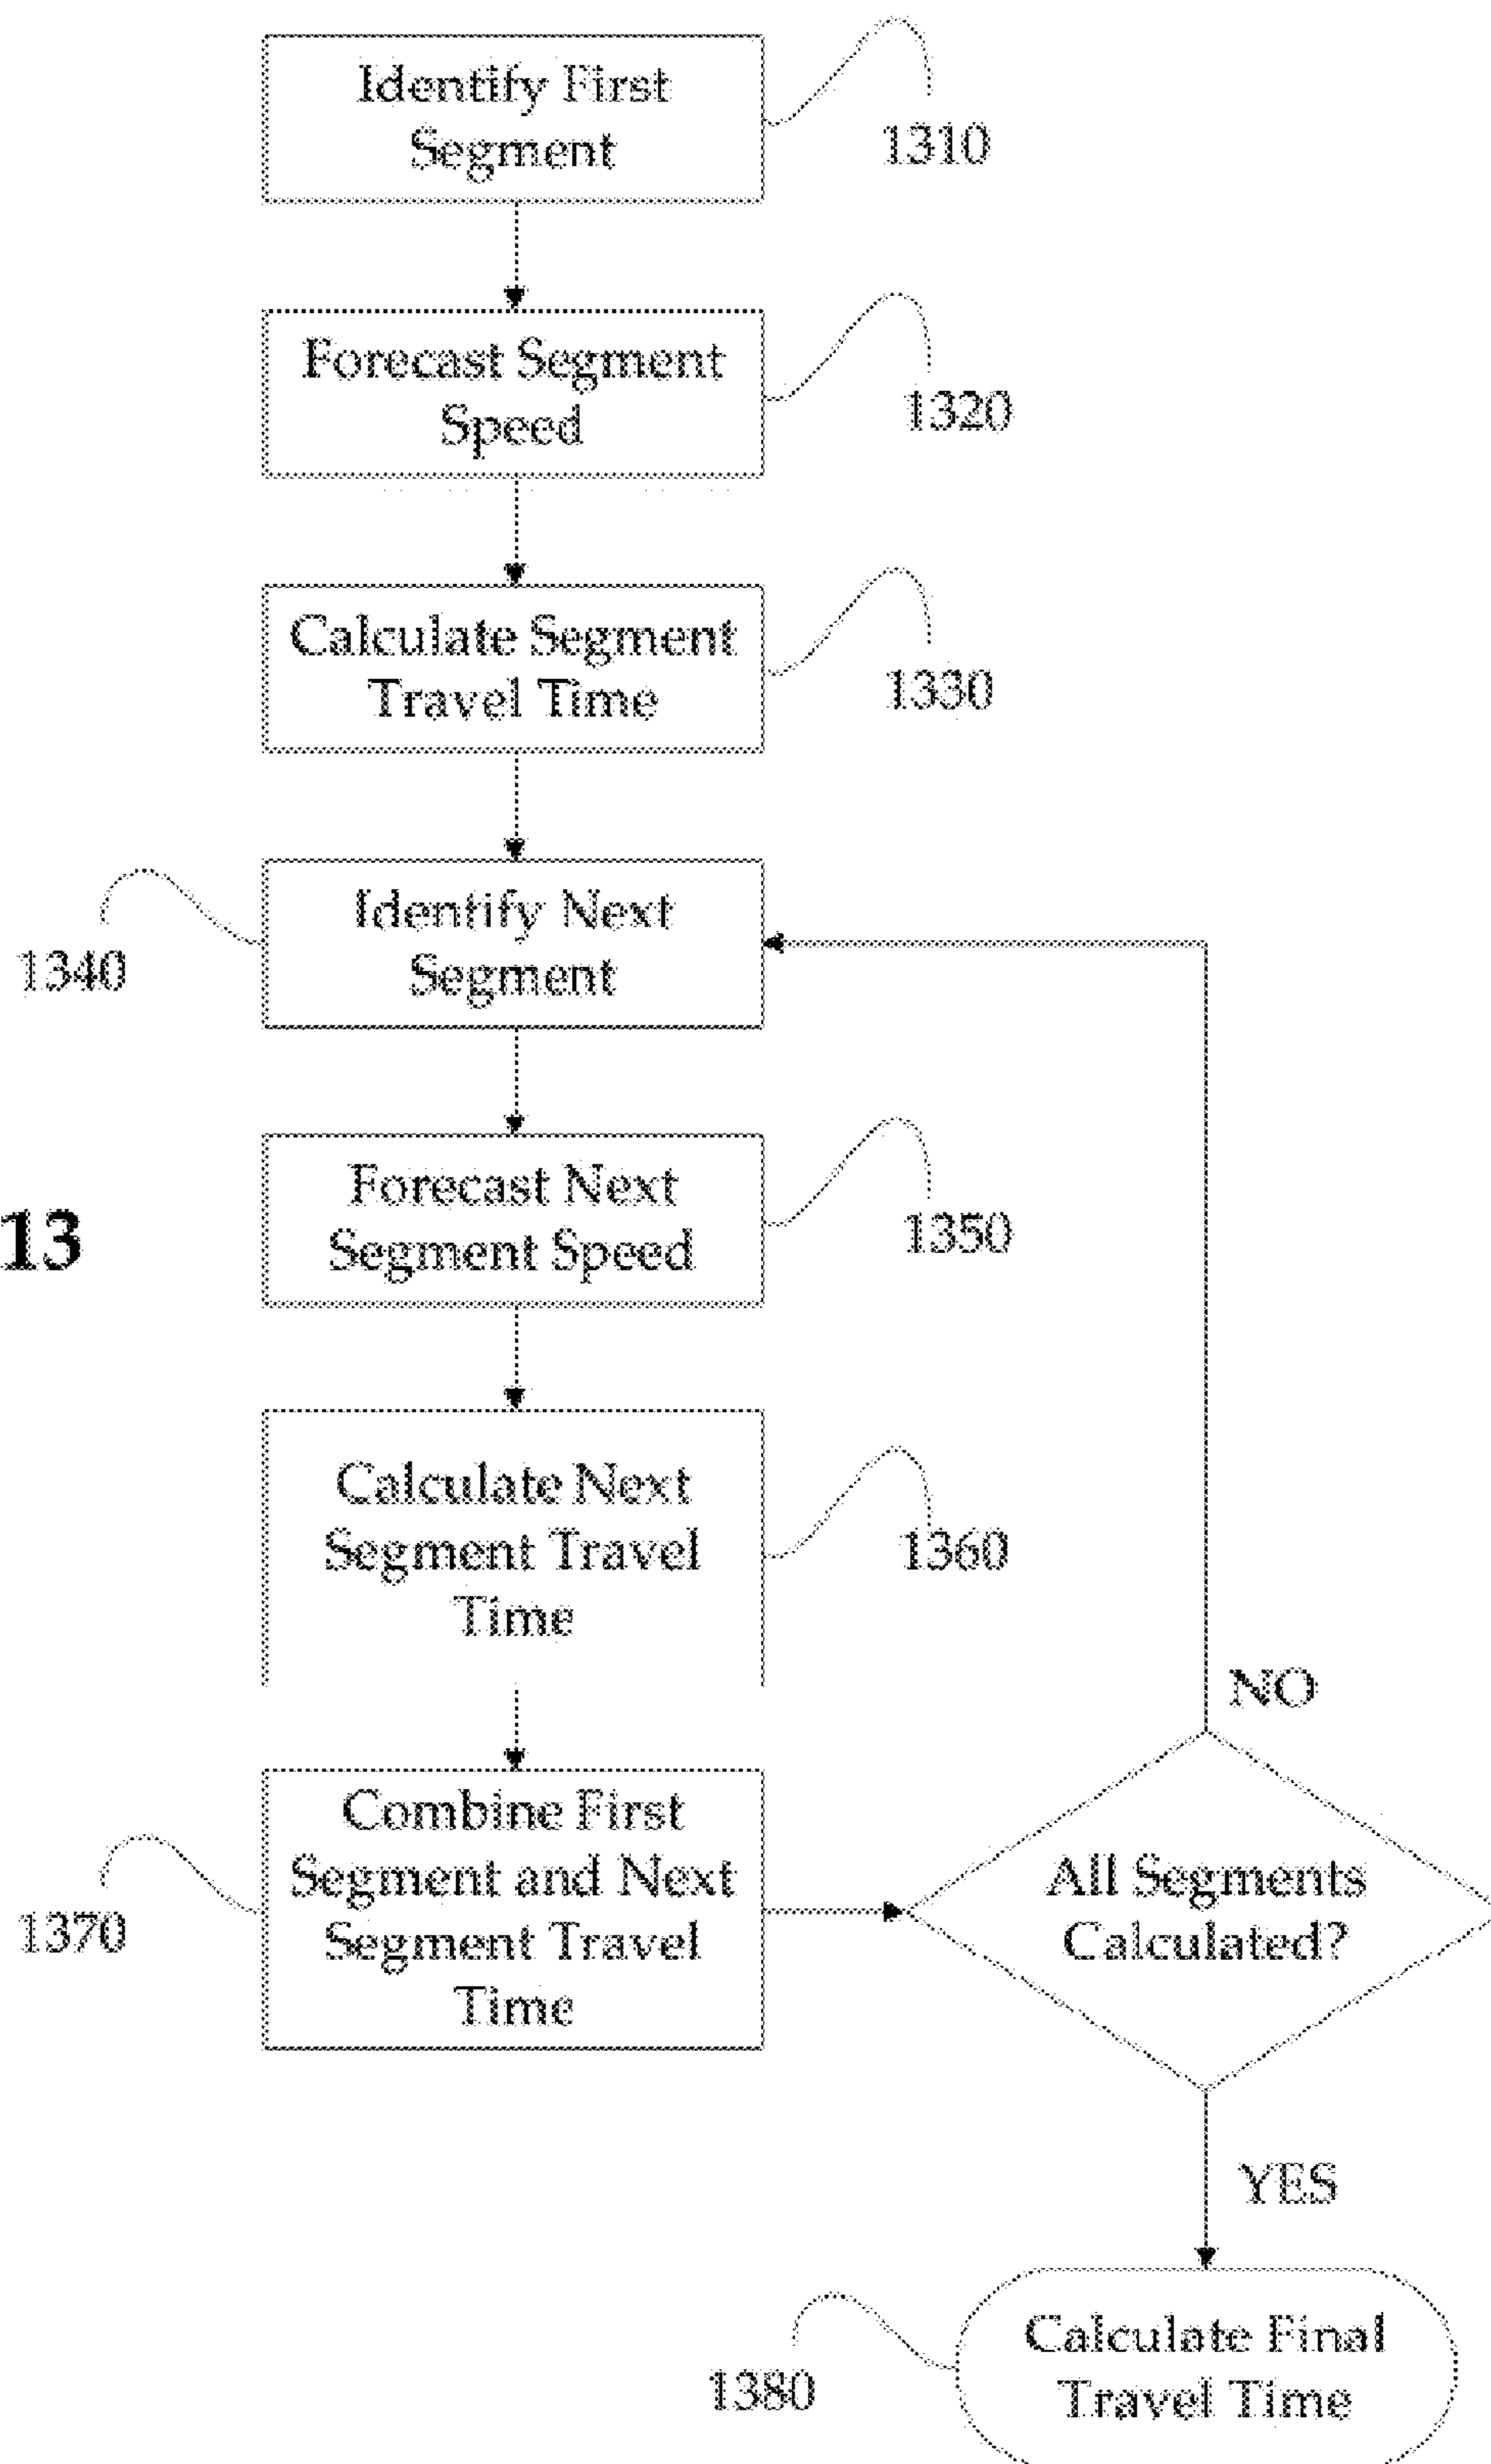 Identify First
Segment
1310
Forecast Segment
Speed
1320
Calculate Segment
Travel Time
1330
Identify Next
Segment
1340
13
Forecast Next
Segment Speed
1350
Calculate Next
Segment Travel
Time
1360
NO
Combine First
Segment and Next
Segment Travel
Time
1370
All Segments
Calculated?
YES
Calculate Final
Travel Time
1380